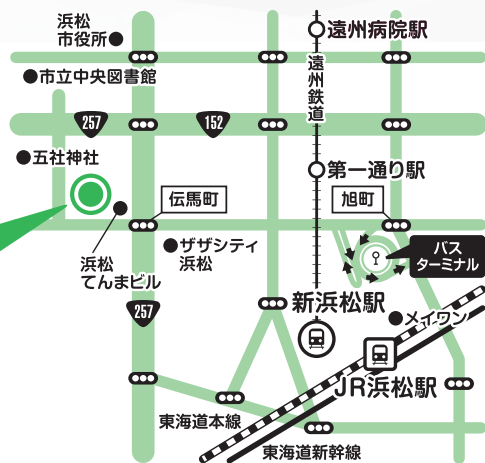 浜松
市役所
遠州病院駅
市立中央図書館
遠州鉄道
257
152
五社神社
第一通り駅
伝馬町
旭町
ザザシティ
浜松
バス
ターミナル
浜松
てんまビル
新浜松駅
257
メイワン
JR浜松駅
東海道本線
東海道新幹線